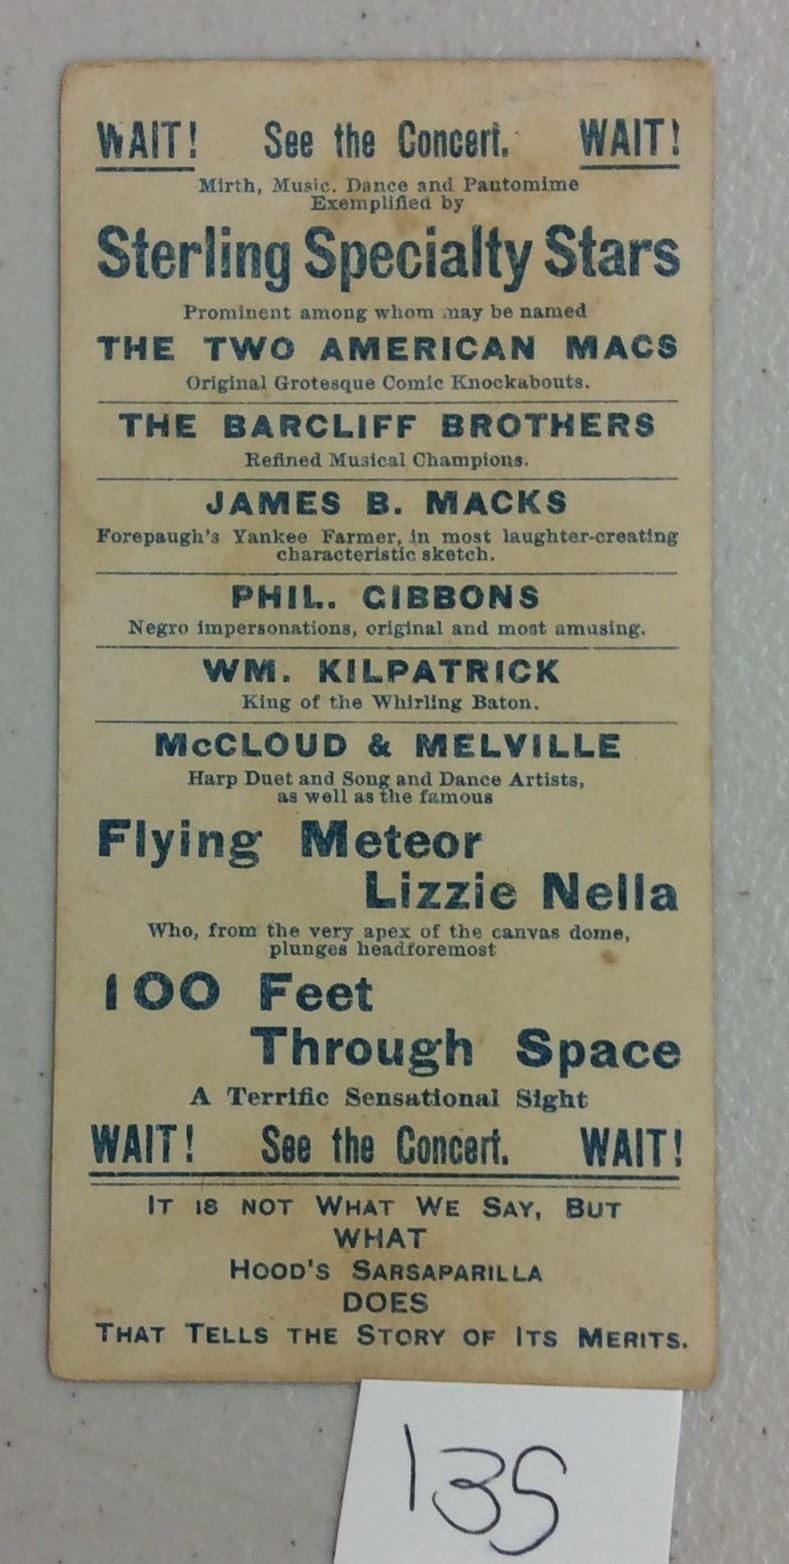 WAIT! See the Concert. WAIT!
Mirth, Music, Dance and Pantomime
Exemplified by
Sterling Specialty Stars
Prominent among whom may be named
THE TWO AMERICAN MACS
Original Grotesque Comic Knockabouts.
THE BARCLIFF BROTHERS
Refined Musical Champions.
JAMES B. MACKS
Forepaugh's Yankee Farmer, in most laughter-creating
characteristic sketch.
PHIL. GIBBONS
Negro impersonations, original and most amusing.
WM. KILPATRICK
King of the Whirling Baton.
McCLOUD & MELVILLE
Harp Duet and Song and Dance Artists,
as well as the famous
Flying Meteor
Lizzie Nella
Who, from the very apex of the canvas dome,
plunges headforemost
100 Feet
Through Space
A Terrific Sensational Sight
WAIT! See the Concert. WAIT!
IT IS NOT WHAT WE SAY, BUT
WHAT
HOOD'S SARSAPARILLA
DOES
THAT TELLS THE STORY OF ITS MERITS.
135